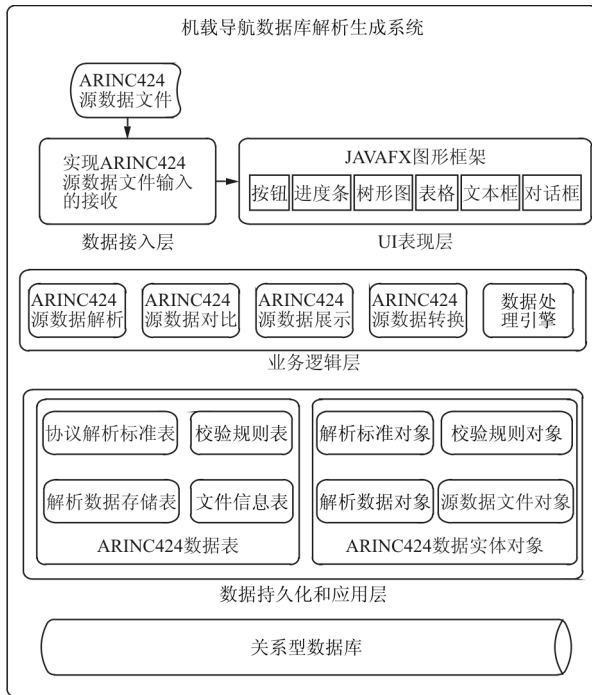 机载导航数据库解析生成系统
ARINC424
源数据文件
实现ARINC424
源数据文件输入
的接收
数据接入层
JAVAFX图形框架
按钮
进度条
树形图
表格
文本框
对话框
UI表现层
ARINC424
源数据解析
ARINC424
源数据对比
ARINC424
源数据展示
ARINC424
源数据转换
数据处
理引擎
业务逻辑层
协议解析标准表
校验规则表
解析数据存储表
文件信息表
ARINC424数据表
解析标准对象
校验规则对象
解析数据对象
源数据文件对象
ARINC424数据实体对象
数据持久化和应用层
关系型数据库